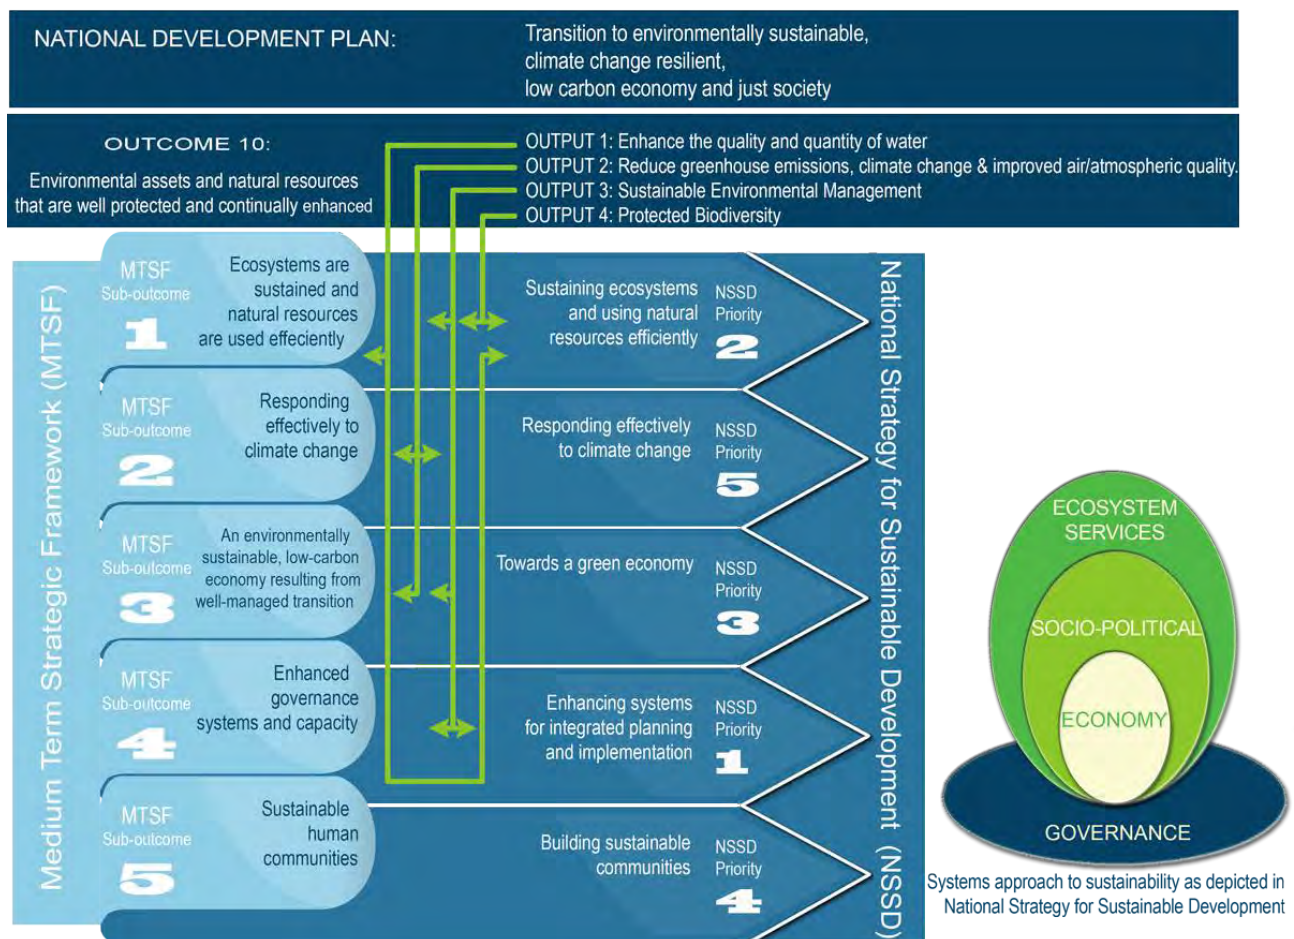 NATIONAL DEVELOPMENT PLAN:
Transition to environmentally sustainable,
climate change resilient,
low carbon economy and just society
OUTCOME 10:
Environmental assets and natural resources
that are well protected and continually enhanced
OUTPUT 1: Enhance the quality and quantity of water
OUTPUT 2: Reduce greenhouse emissions, climate change & improved air/atmospheric quality.
OUTPUT 3: Sustainable Environmental Management
OUTPUT 4: Protected Biodiversity
Medium Term Strategic Framework (MTSF)
MTSF
Sub-outcome
1
Ecosystems are
sustained and
natural resources
are used effeciently
Sustaining ecosystems
and using natural
resources efficiently
NSSD
Priority
2
MTSF
Sub-outcome
2
Responding
effectively to
climate change
Responding effectively
to climate change
NSSD
Priority
5
MTSF
Sub-outcome
3
An environmentally
sustainable, low-carbon
economy resulting from
well-managed transition
Towards a green economy
NSSD
Priority
3
MTSF
Sub-outcome
4
Enhanced
governance
systems and capacity
Enhancing systems
for integrated planning
and implementation
NSSD
Priority
1
MTSF
Sub-outcome
5
Sustainable
human
communities
Building sustainable
communities
NSSD
Priority
4
National Strategy for Sustainable Development (NSSD)
ECOSYSTEM
SERVICES
SOCIO-POLITICAL
ECONOMY
GOVERNANCE
Systems approach to sustainability as depicted in
National Strategy for Sustainable Development